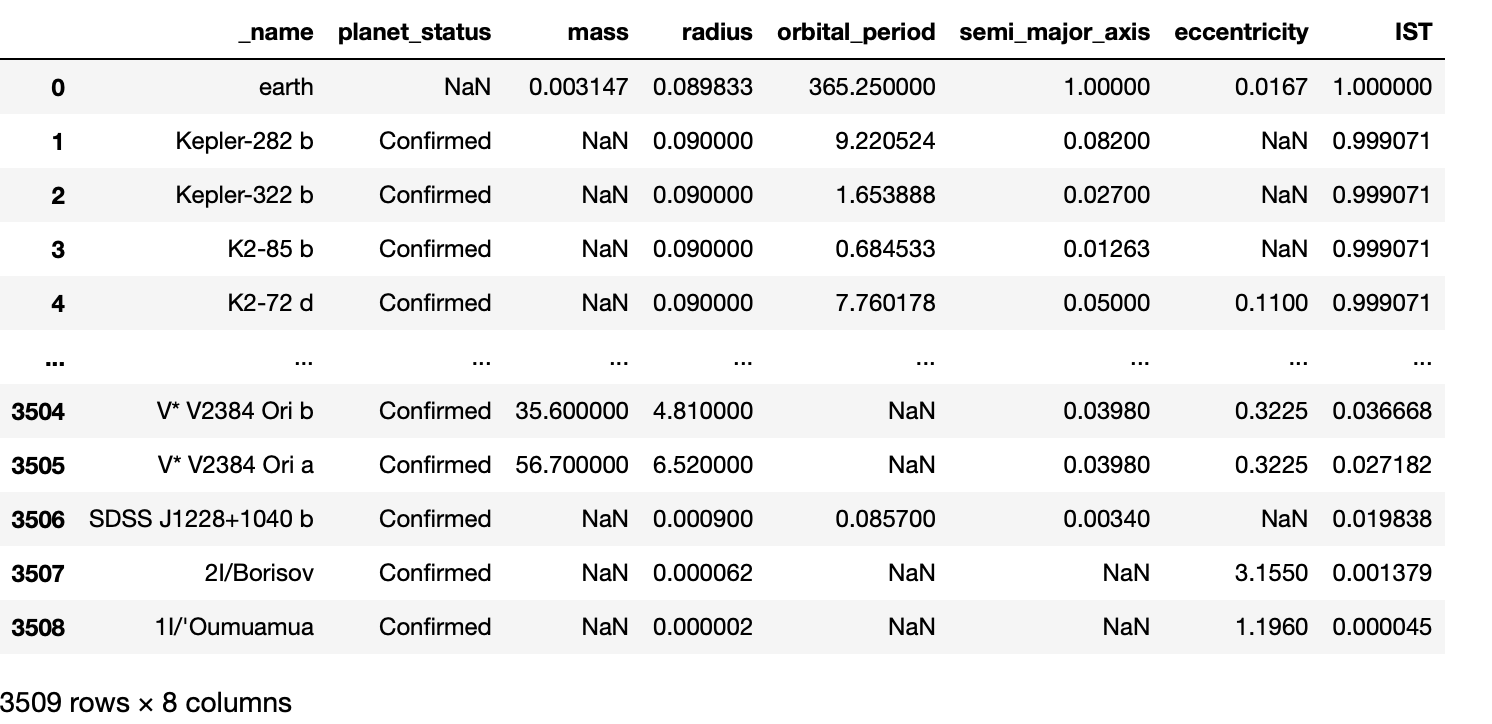 _name planet_status mass radius orbital_period semi_major_axis eccentricity IST
0 earth NaN 0.003147 0.089833 365.250000 1.00000 0.0167 1.000000
1 Kepler-282 b Confirmed NaN 0.090000 9.220524 0.08200 NaN 0.999071
2 Kepler-322 b Confirmed NaN 0.090000 1.653888 0.02700 NaN 0.999071
3 K2-85 b Confirmed NaN 0.090000 0.684533 0.01263 NaN 0.999071
4 K2-72 d Confirmed NaN 0.090000 7.760178 0.05000 0.1100 0.999071
... ... ... ... ... ... ... ... ...
3504 V* V2384 Ori b Confirmed 35.600000 4.810000 NaN 0.03980 0.3225 0.036668
3505 V* V2384 Ori a Confirmed 56.700000 6.520000 NaN 0.03980 0.3225 0.027182
3506 SDSS J1228+1040 b Confirmed NaN 0.000900 0.085700 0.00340 NaN 0.019838
3507 2I/Borisov Confirmed NaN 0.000062 NaN NaN 3.1550 0.001379
3508 1I/'Oumuamua Confirmed NaN 0.000002 NaN NaN 1.1960 0.000045
3509 rows × 8 columns